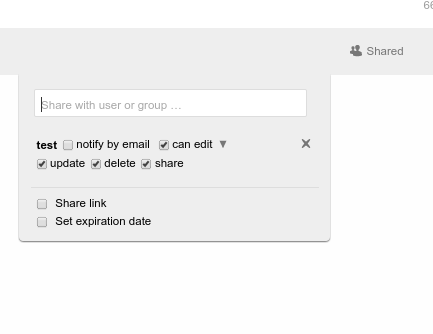 66
Shared
Share with user or group ...
test notify by email can edit
update delete share
Share link
Set expiration date